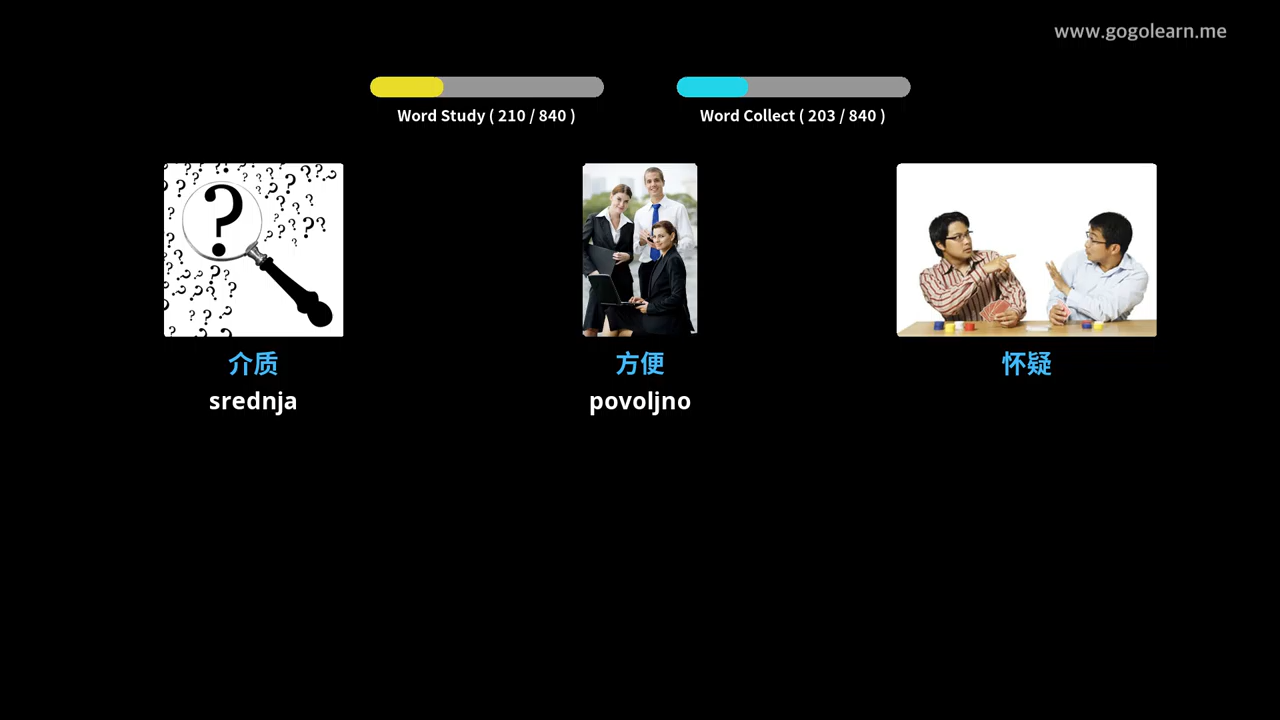 www.gogolearn.me
Word Study ( 210 / 840 )
Word Collect ( 203 / 840 )
介质
方便
怀疑
srednja
povoljno